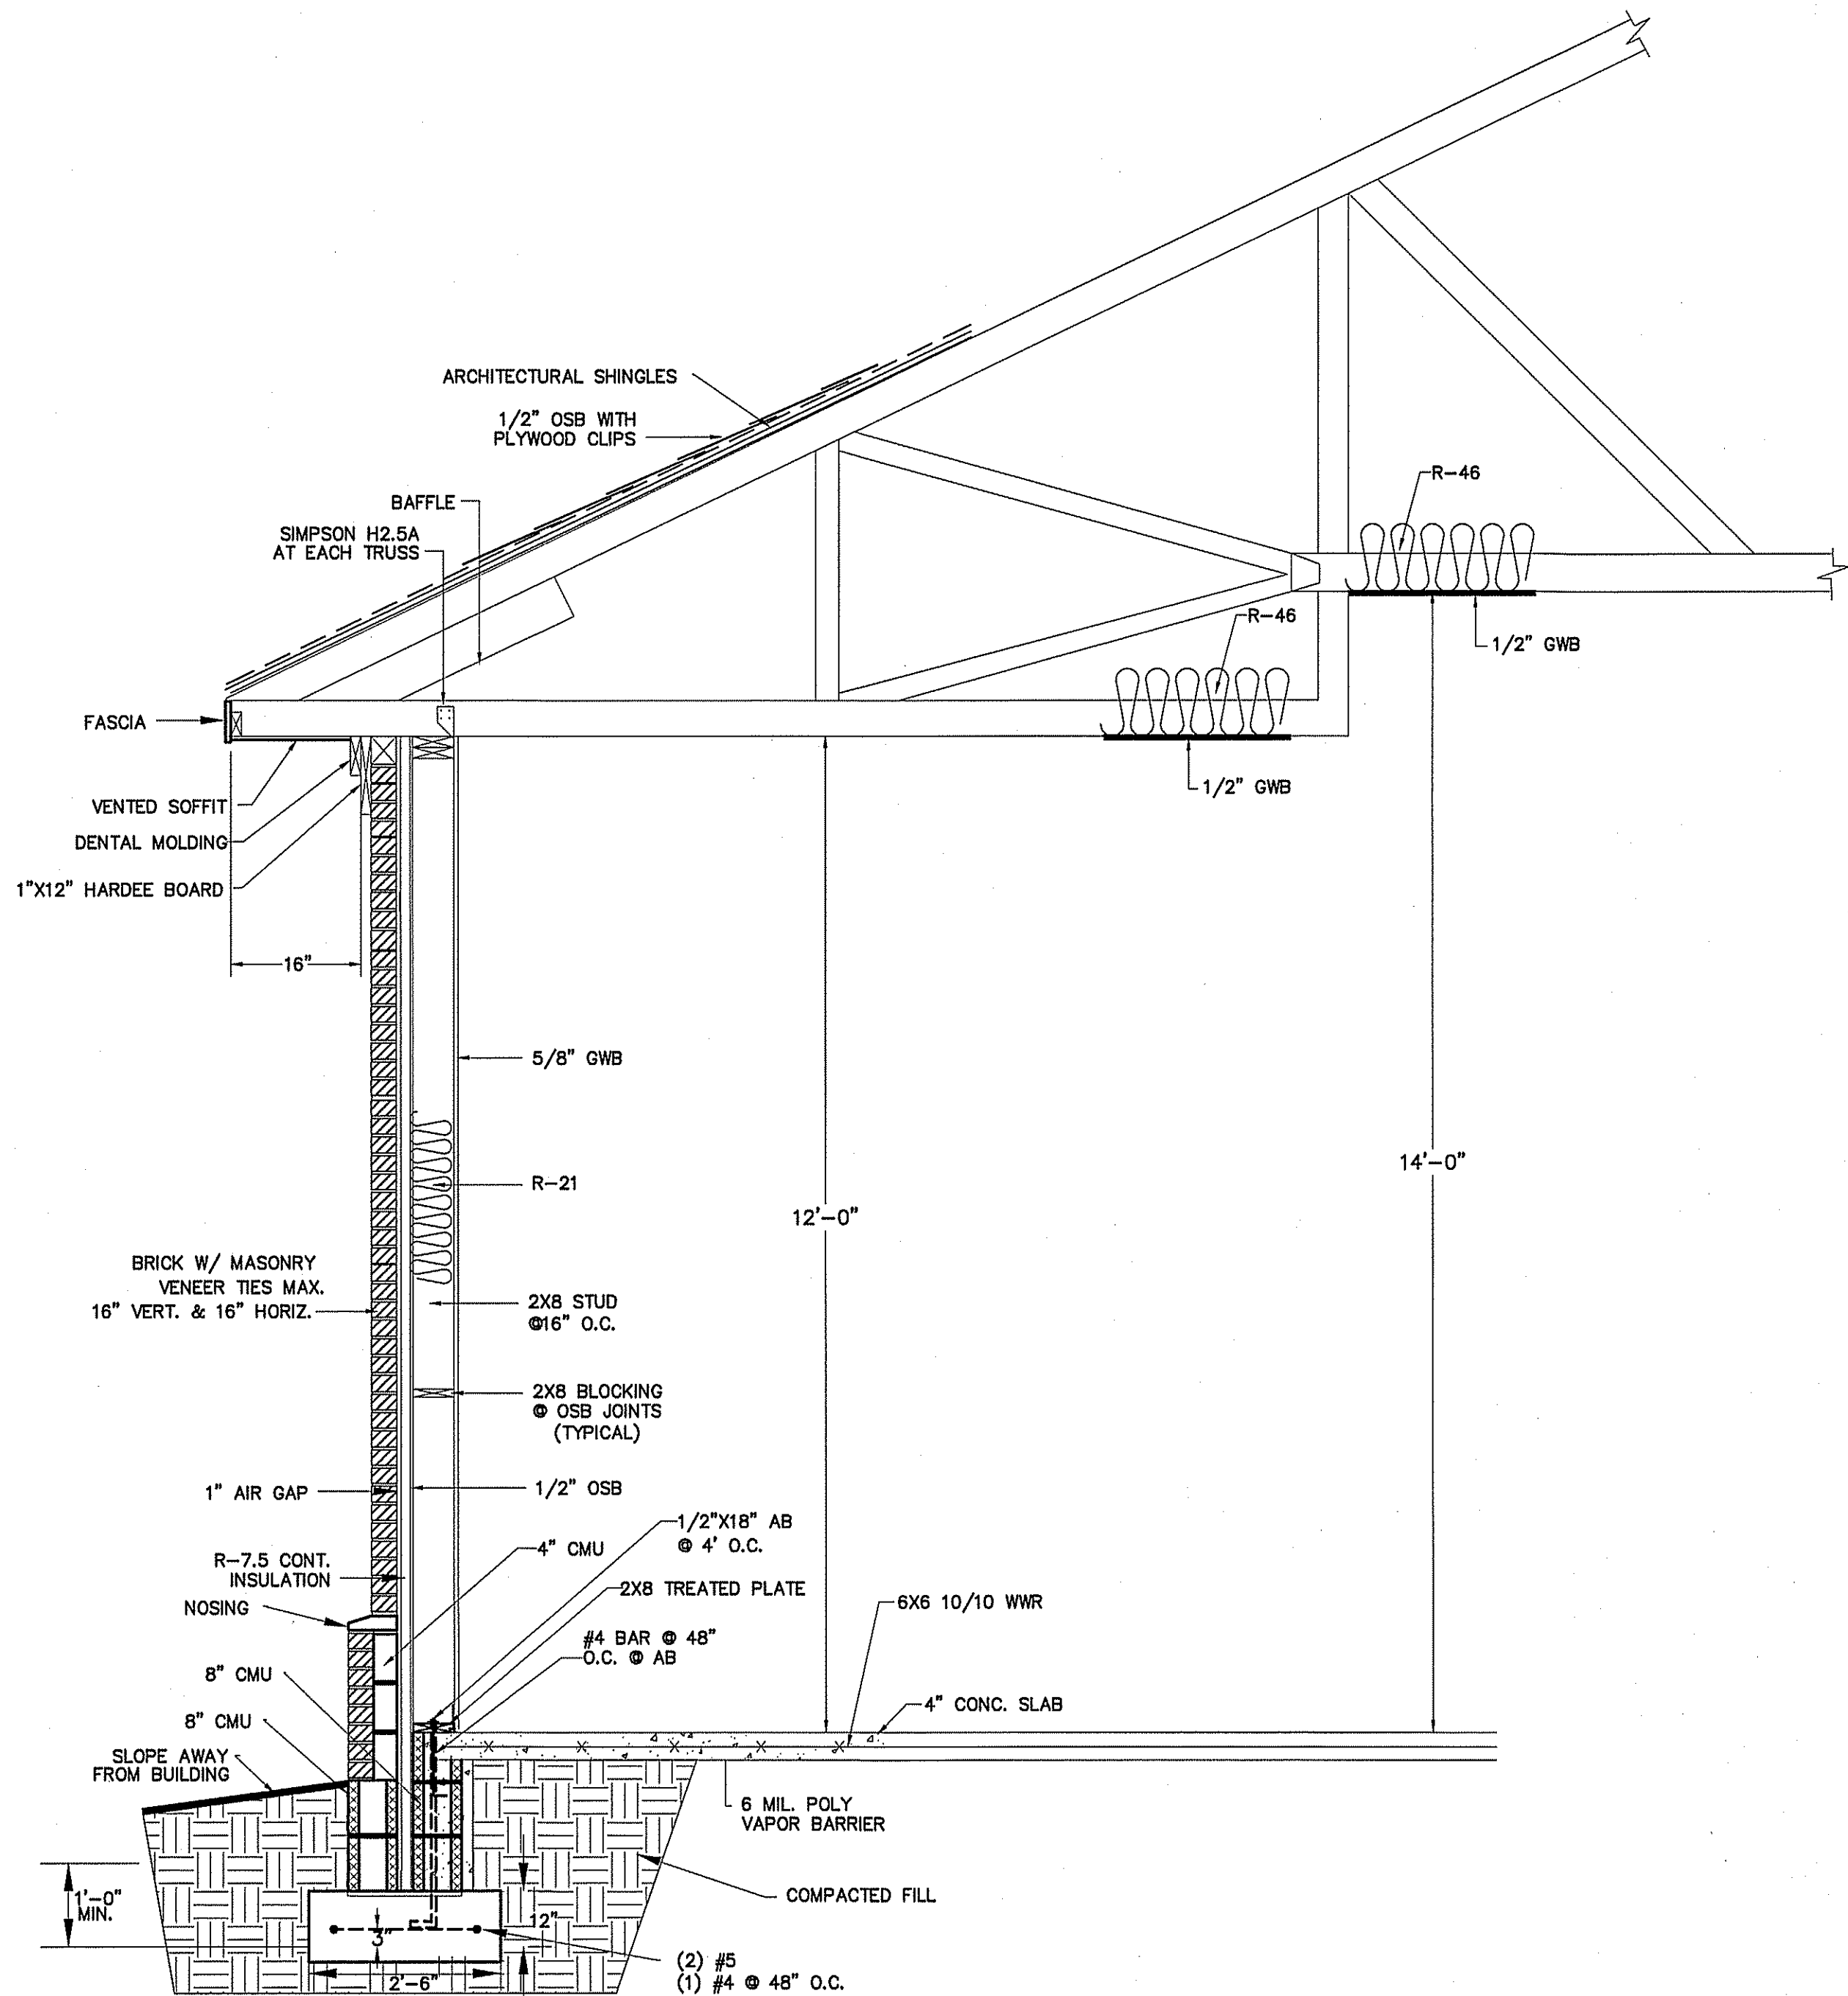 ARCHITECTURAL SHINGLES
1/2" OSB WITH
PLYWOOD CLIPS
BAFFLE
SIMPSON H2.5A
AT EACH TRUSS
R-46
R-46
1/2" GWB
FASCIA
1/2" GWB
VENTED SOFFIT
DENTAL MOLDING
1"X12" HARDEE BOARD
16"
5/8" GWB
14'-0"
R-21
12'-0"
BRICK W/ MASONRY
VENEER TIES MAX.
16" VERT. & 16" HORIZ.
2X8 STUD
@16" O.C.
2X8 BLOCKING
@ OSB JOINTS
(TYPICAL)
1" AIR GAP
1/2" OSB
1/2"X18" AB
@ 4' O.C.
4" CMU
R-7.5 CONT.
INSULATION
2X8 TREATED PLATE
NOSING
6X6 10/10 WWR
#4 BAR @ 48"
O.C. @ AB
8" CMU
4" CONC. SLAB
8" CMU
SLOPE AWAY
FROM BUILDING
6 MIL. POLY
VAPOR BARRIER
COMPACTED FILL
1'-0"
MIN.
12"
3"
2'-6"
(2) #5
(1) #4 @ 48" O.C.